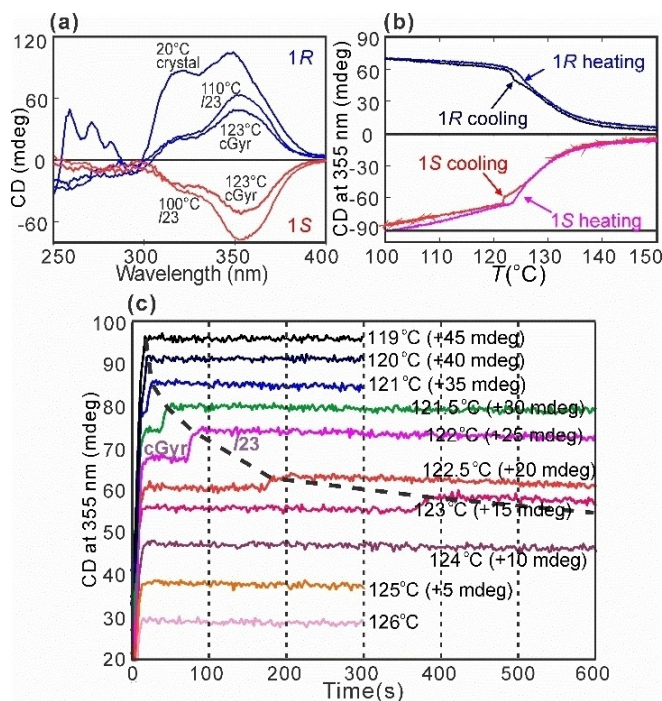 (a)
CD (mdeg)
120
60
0
-60
20°C
crystal
1R
110°C
I23
123°C
cGyr
123°C
cGyr
100°C
I23
1S
250
300
350
400
Wavelength (nm)
(b)
CD at 355 nm (mdeg)
90
60
30
0
-30
-60
-90
1R heating
1R cooling
1S cooling
1S heating
100
110
120
130
140
150
T(°C)
(c)
CD at 355 nm (mdeg)
100
90
80
70
60
50
40
30
20
119°C (+45 mdeg)
120°C (+40 mdeg)
121°C (+35 mdeg)
121.5°C (+30 mdeg)
cGyr
I23
122°C (+25 mdeg)
122.5°C (+20 mdeg)
123°C (+15 mdeg)
124°C (+10 mdeg)
125°C (+5 mdeg)
126°C
0
100
200
300
400
500
600
Time(s)